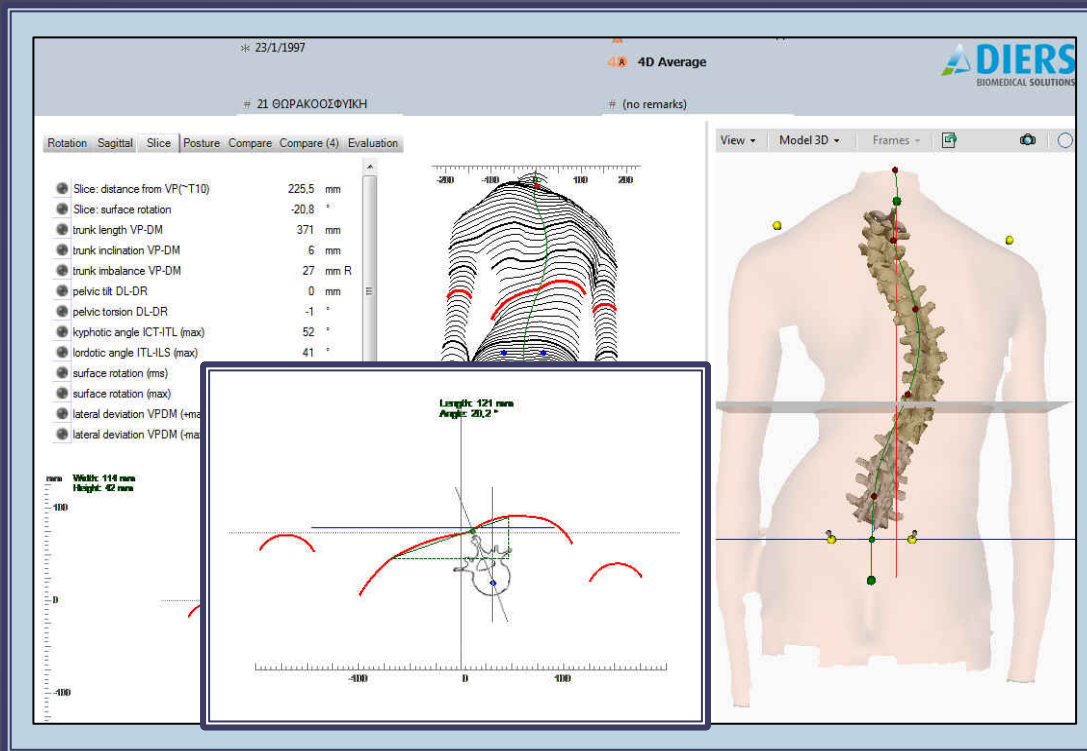 23/1/1997
4D Average
DIERS
BIOMEDICAL SOLUTIONS
# 21 ΘΩΡΑΚΟΟΣΦΥΙΚΗ
# (no remarks)
Rotation Sagittal Slice Posture Compare Compare (4) Evaluation
View Model 3D Frames
Slice: distance from VP(~T10) 225,5 mm
Slice: surface rotation -20,8 °
trunk length VP-DM 371 mm
trunk inclination VP-DM 6 mm
trunk imbalance VP-DM 27 mm R
pelvic tilt DL-DR 0 mm
pelvic torsion DL-DR -1 °
kyphotic angle ICT-ITL (max) 52 °
lordotic angle ITL-ILS (max) 41 °
surface rotation (rms)
surface rotation (max)
lateral deviation VPDM (+ma
lateral deviation VPDM (-ma
-200 -100 0 100 200
mm Width: 114 mm
Height: 42 mm
100
0
-100
Length: 121 mm
Angle: 20,2 °
-100 0 100